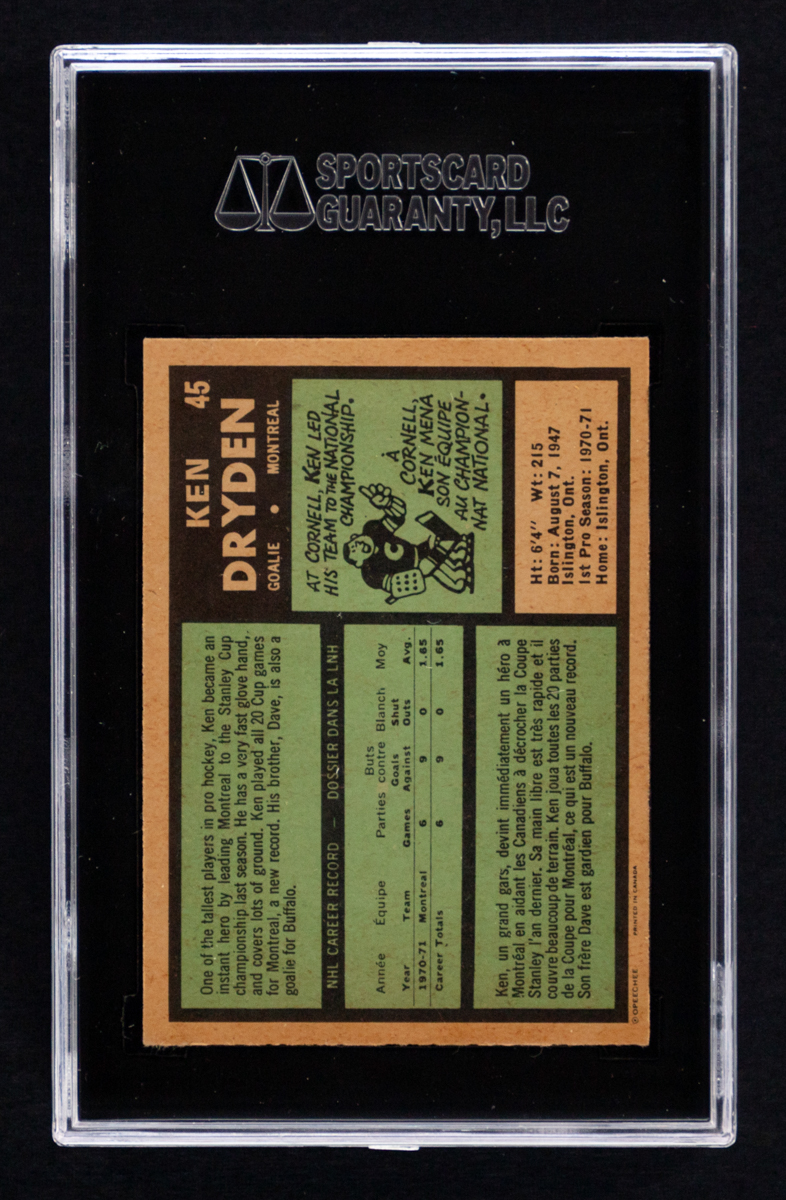 SPORTSCARD
GUARANTY, LLC
KEN 45
DRYDEN
GOALIE • MONTREAL
One of the tallest players in pro hockey, Ken became an
instant hero by leading Montreal to the Stanley Cup
championship last season. He has a very fast glove hand,
and covers lots of ground. Ken played all 20 Cup games
for Montreal, a new record. His brother, Dave, is also a
goalie for Buffalo.
AT CORNELL, KEN LED
HIS TEAM TO THE NATIONAL
CHAMPIONSHIP.
À
CORNELL,
KEN MENA
SON ÉQUIPE
AU CHAMPION-
NAT NATIONAL.
C
NHL CAREER RECORD — DOSSIER DANS LA LNH
Année Équipe Parties Buts contre Blanch Moy
Year Team Games Goals Against Shut Outs Avg.
1970-71 Montreal 6 9 0 1.65
Career Totals 6 9 0 1.65
Ht: 6'4" Wt: 215
Born: August 7, 1947
Islington, Ont.
1st Pro Season: 1970-71
Home: Islington, Ont.
Ken, un grand gars, devint immédiatement un héro à
Montréal en aidant les Canadiens à décrocher la Coupe
Stanley l'an dernier. Sa main libre est très rapide et il
couvre beaucoup de terrain. Ken joua toutes les 20 parties
de la Coupe pour Montréal, ce qui est un nouveau record.
Son frère Dave est gardien pour Buffalo.
© OPEECHEE PRINTED IN CANADA